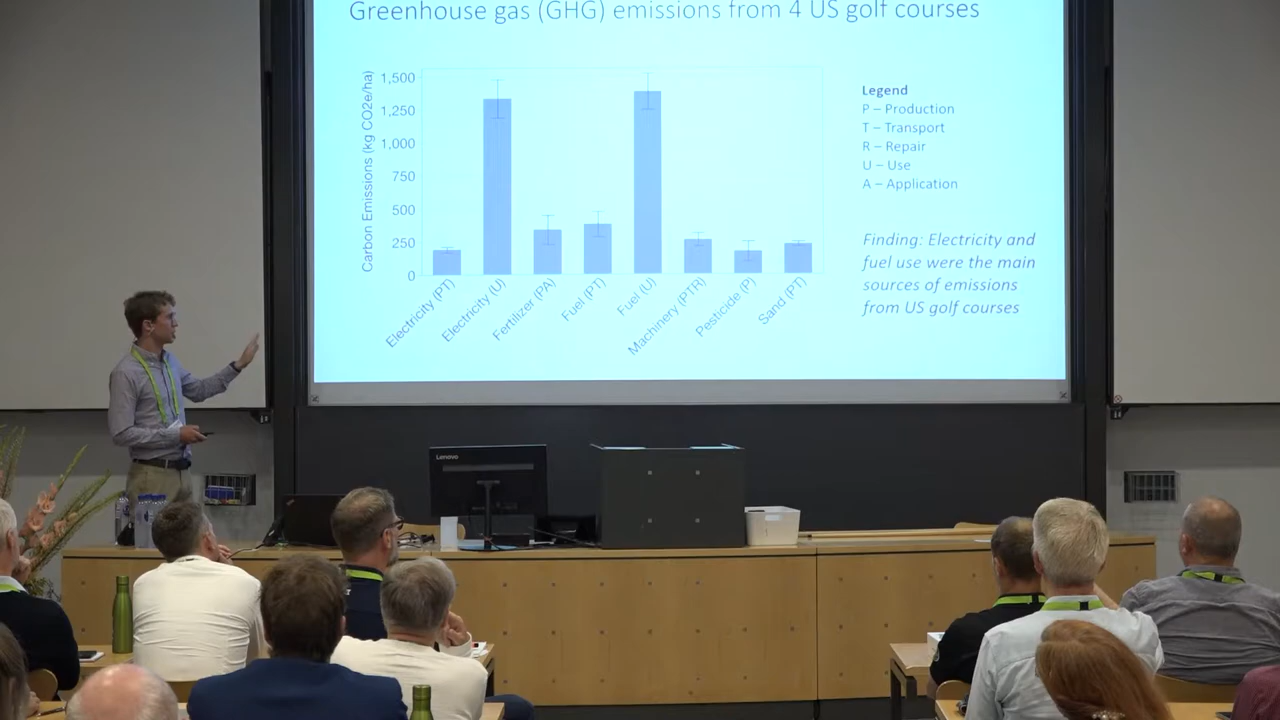 Greenhouse gas (GHG) emissions from 4 US golf courses
Carbon Emissions (kg CO2e/ha)
1,500
1,250
1,000
750
500
250
0
Electricity (PT)
Electricity (U)
Fertilizer (PA)
Fuel (PT)
Fuel (U)
Machinery (PTR)
Pesticide (P)
Sand (PT)
Legend
P – Production
T – Transport
R – Repair
U – Use
A – Application
Finding: Electricity and
fuel use were the main
sources of emissions
from US golf courses
Lenovo